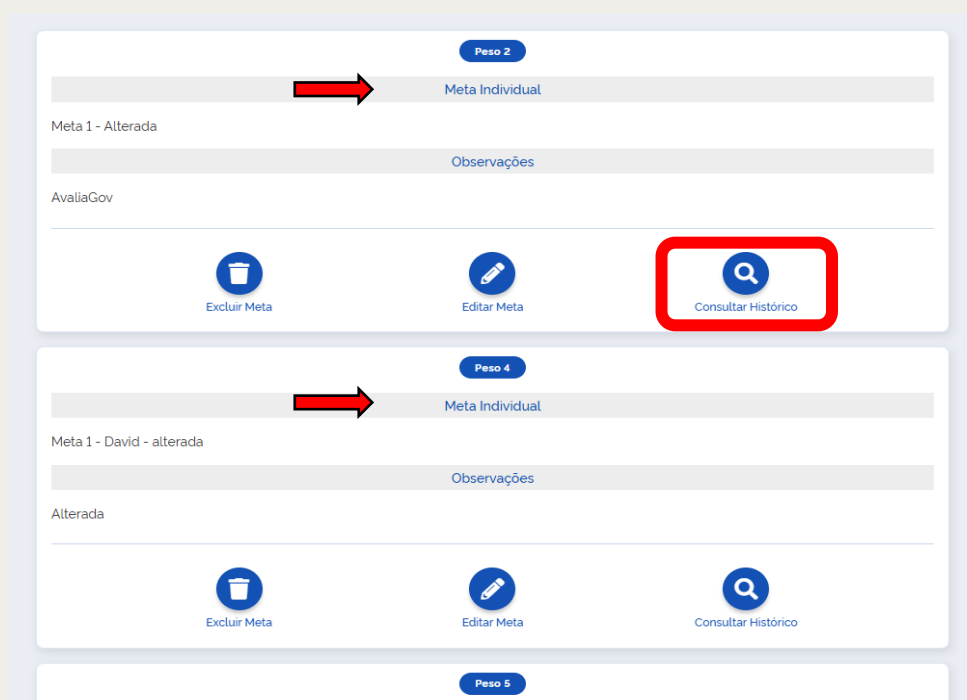 Peso 2
Meta Individual
Meta 1 - Alterada
Observações
AvaliaGov
Excluir Meta
Editar Meta
Consultar Histórico
Peso 4
Meta Individual
Meta 1 - David - alterada
Observações
Alterada
Excluir Meta
Editar Meta
Consultar Histórico
Peso 5